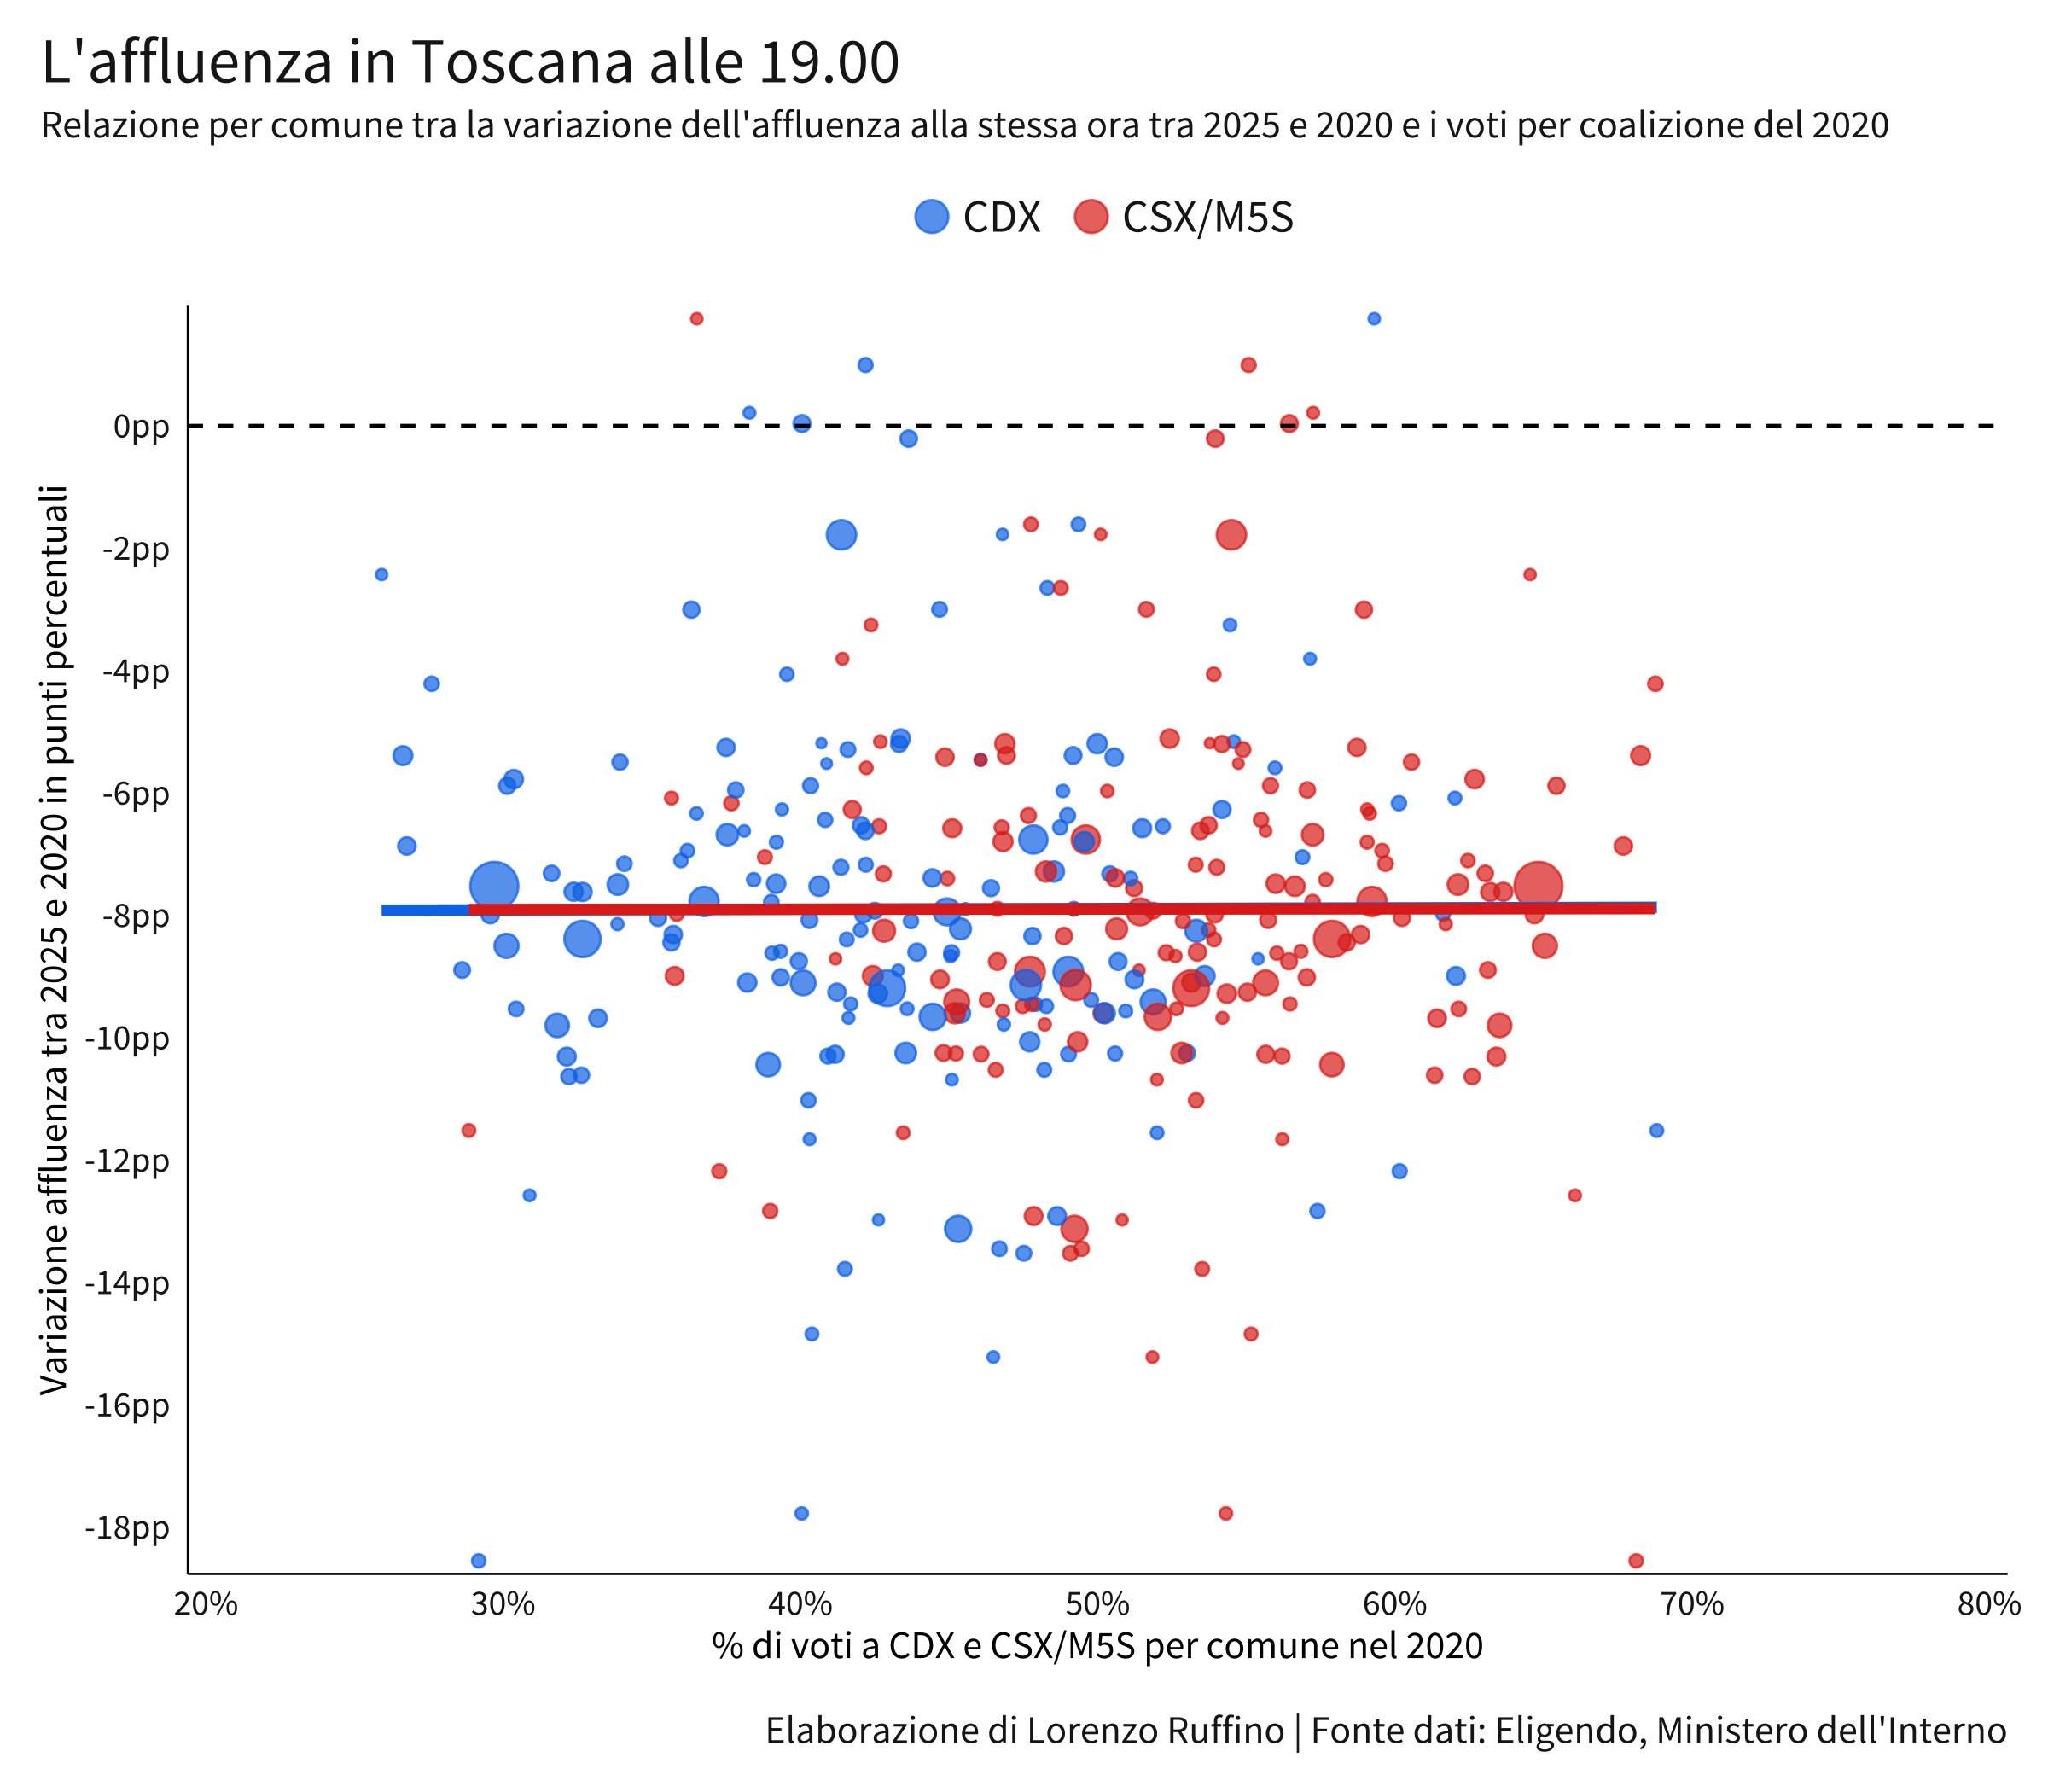 L'affluenza in Toscana alle 19.00
Relazione per comune tra la variazione dell'affluenza alla stessa ora tra 2025 e 2020 e i voti per coalizione del 2020
CDX CSX/M5S
Variazione affluenza tra 2025 e 2020 in punti percentuali
0pp
-2pp
-4pp
-6pp
-8pp
-10pp
-12pp
-14pp
-16pp
-18pp
20% 30% 40% 50% 60% 70% 80%
% di voti a CDX e CSX/M5S per comune nel 2020
Elaborazione di Lorenzo Ruffino | Fonte dati: Eligendo, Ministero dell'Interno